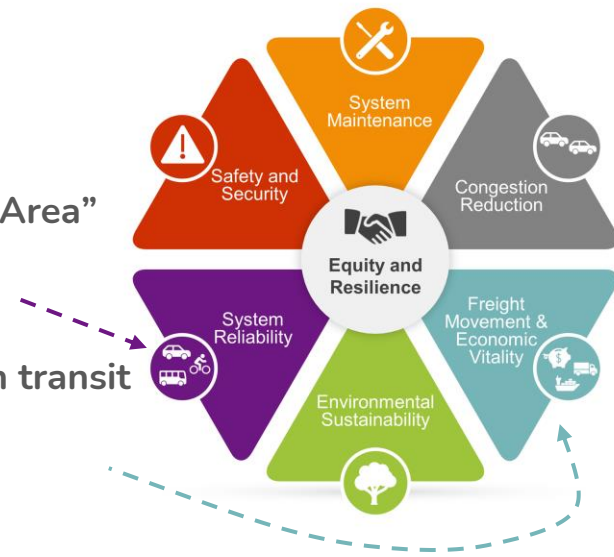 System
Maintenance
Safety and
Security
Congestion
Reduction
Area”
Equity and
Resilience
System
Reliability
Freight
Movement &
Economic
Vitality
transit
Environmental
Sustainability